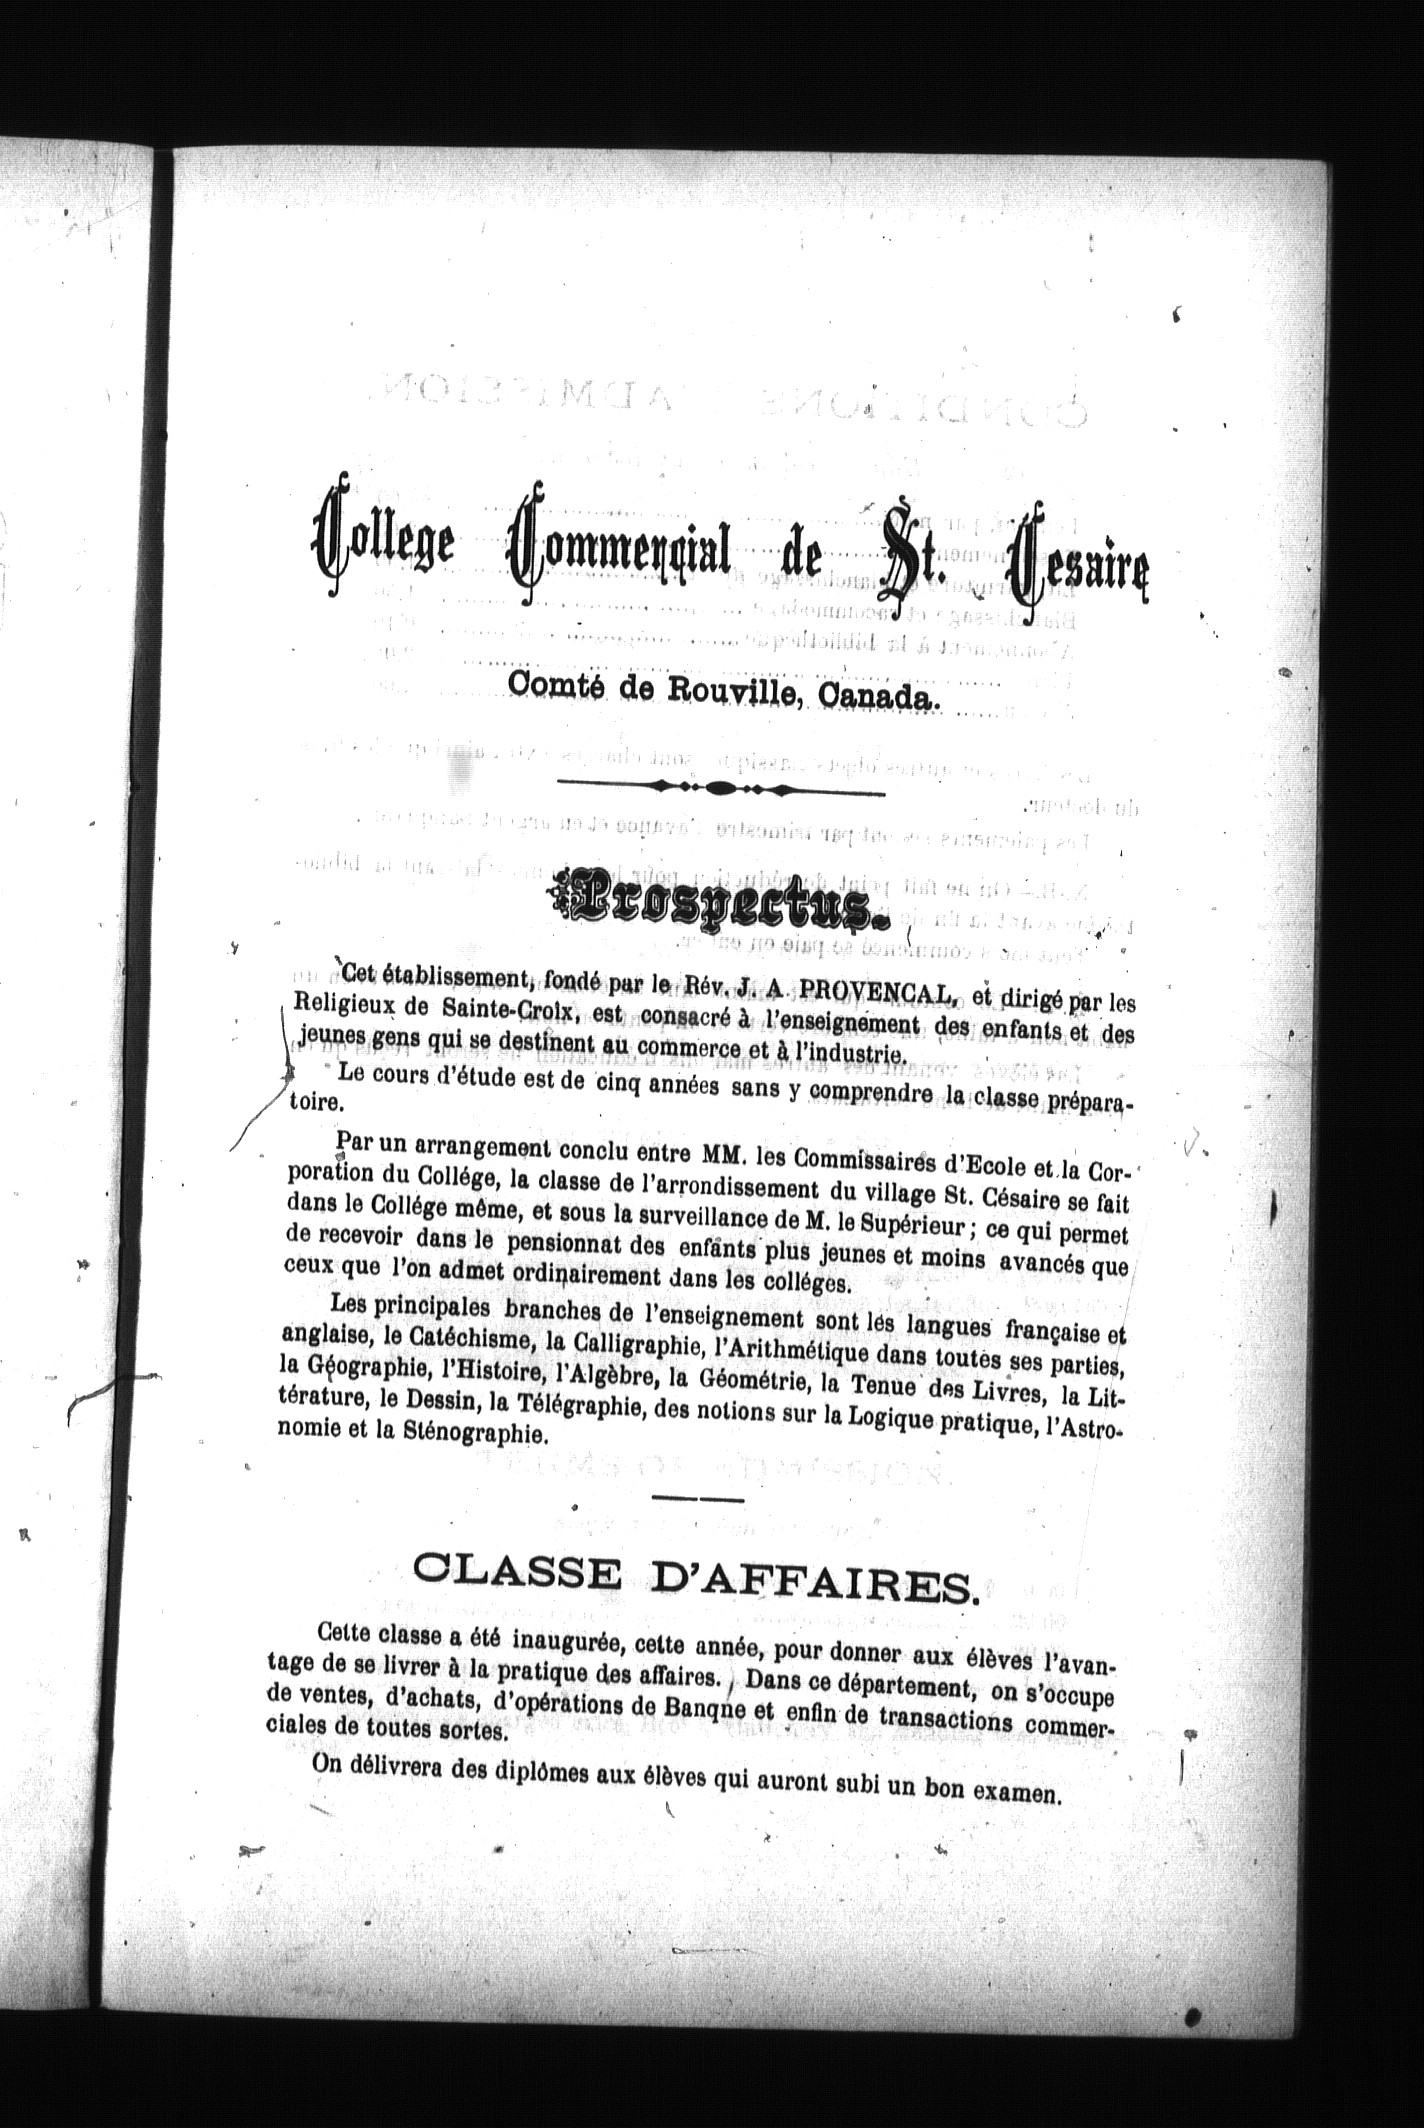 College Commercial de St. Cesaire
Comté de Rouville, Canada.
Prospectus.
Cet établissement, fondé par le Rév. J. A. PROVENCAL, et dirigé par les
Religieux de Sainte-Croix, est consacré à l'enseignement des enfants et des
jeunes gens qui se destinent au commerce et à l'industrie.
Le cours d'étude est de cinq années sans y comprendre la classe prépara-
toire.
Par un arrangement conclu entre MM. les Commissaires d'Ecole et la Cor-
poration du Collége, la classe de l'arrondissement du village St. Césaire se fait
dans le Collége même, et sous la surveillance de M. le Supérieur; ce qui permet
de recevoir dans le pensionnat des enfants plus jeunes et moins avancés que
ceux que l'on admet ordinairement dans les colléges.
Les principales branches de l'enseignement sont les langues française et
anglaise, le Catéchisme, la Calligraphie, l'Arithmétique dans toutes ses parties,
la Géographie, l'Histoire, l'Algèbre, la Géométrie, la Tenue des Livres, la Lit-
térature, le Dessin, la Télégraphie, des notions sur la Logique pratique, l'Astro-
nomie et la Sténographie.
CLASSE D'AFFAIRES.
Cette classe a été inaugurée, cette année, pour donner aux élèves l'avan-
tage de se livrer à la pratique des affaires. Dans ce département, on s'occupe
de ventes, d'achats, d'opérations de Banqne et enfin de transactions commer-
ciales de toutes sortes.
On délivrera des diplômes aux élèves qui auront subi un bon examen.